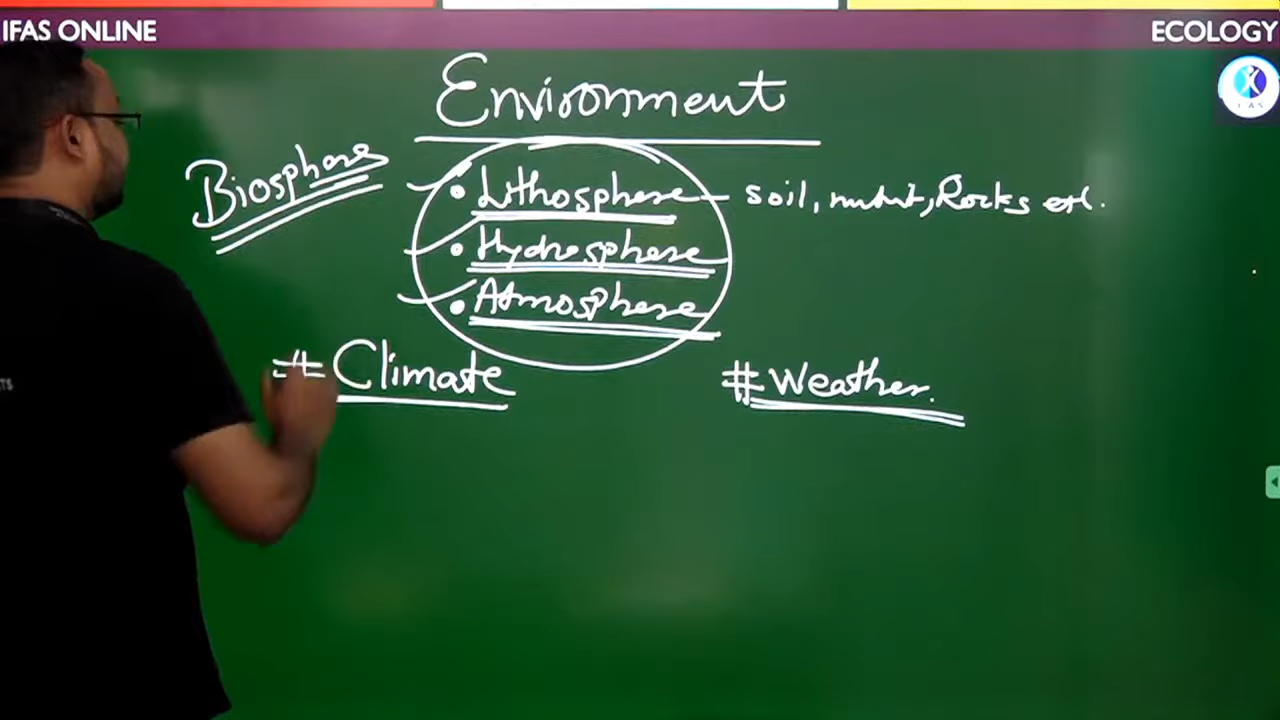 IFAS ONLINE
ECOLOGY
Environment
Biosphere
• Lithosphere - Soil, Rocks etc.
• Hydrosphere
• Atmosphere
# Climate
# Weather.